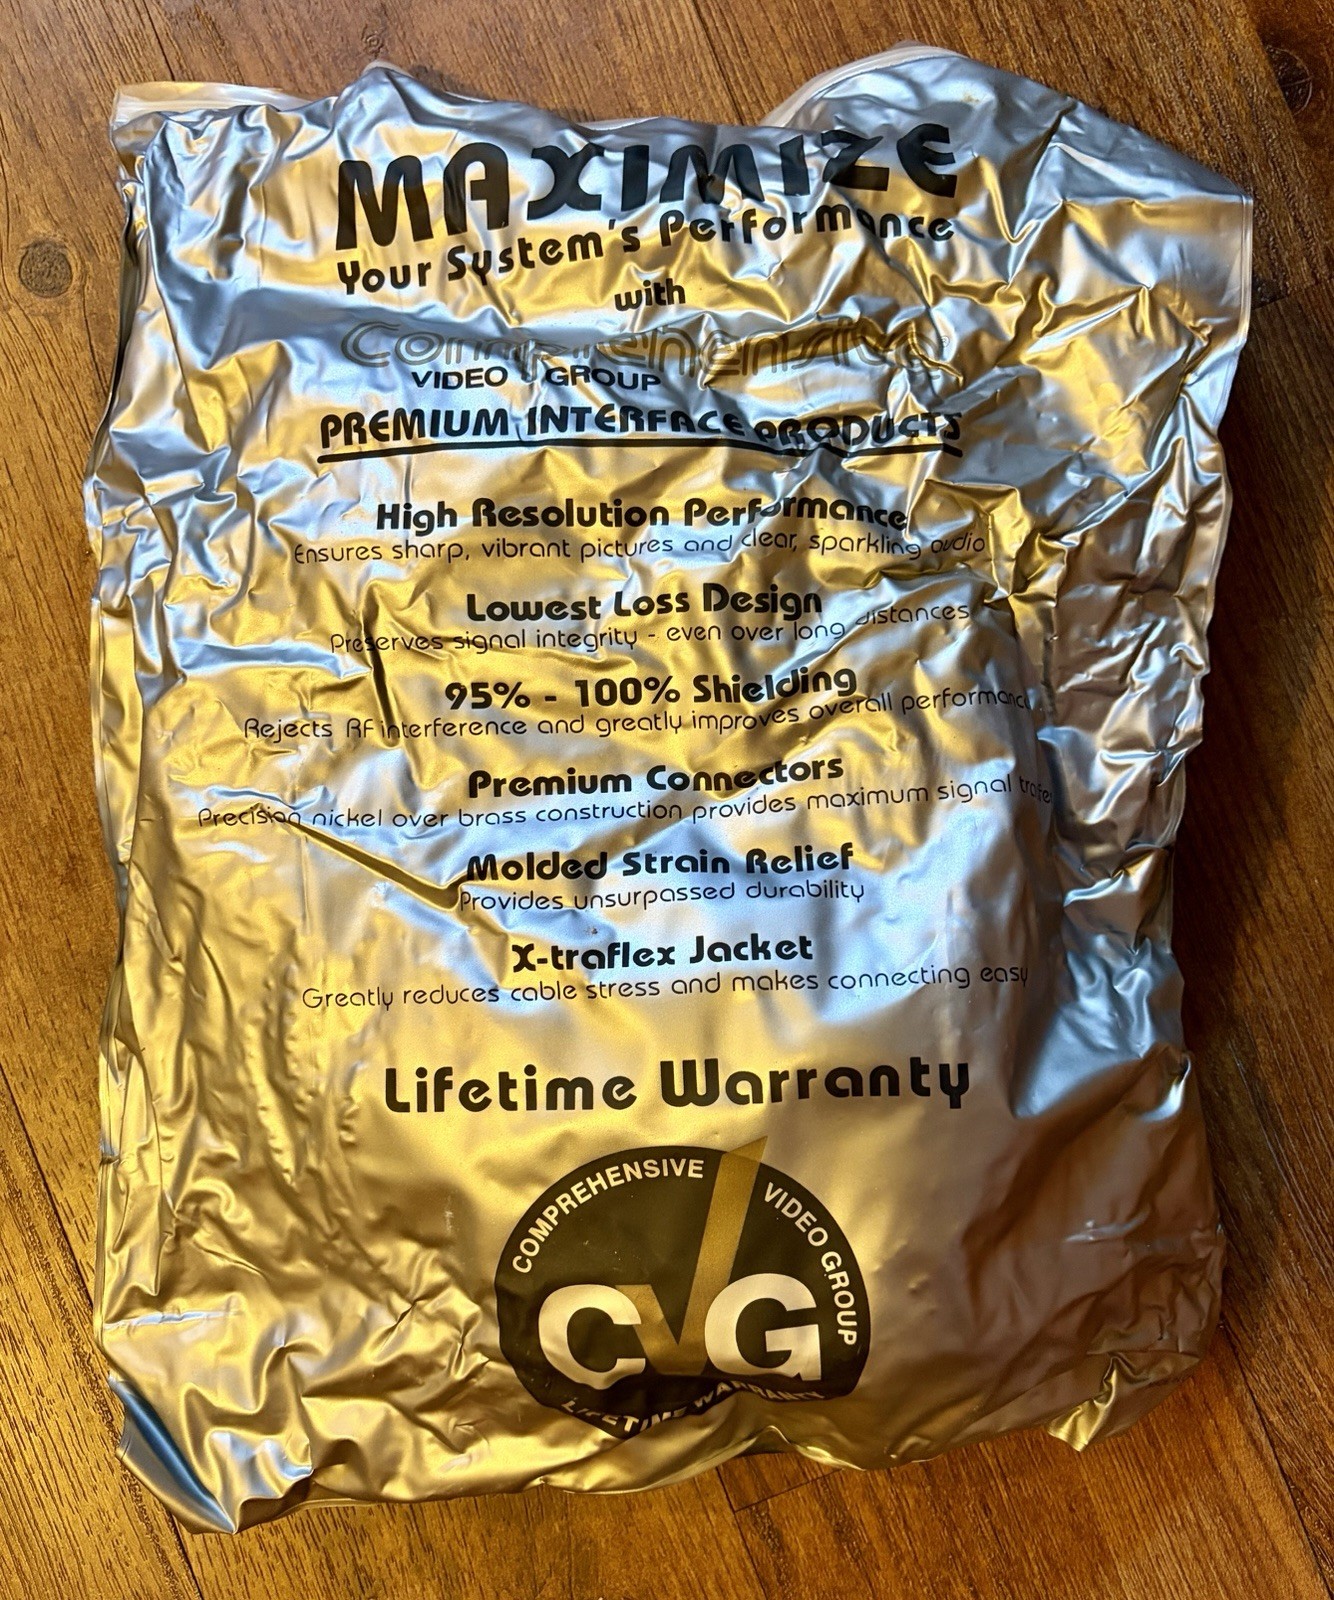 MAXIMIZE
Your System's Performance
with
Comprehensive
VIDEO GROUP
PREMIUM INTERFACE PRODUCTS
High Resolution Performance
Ensures sharp, vibrant pictures and clear, sparkling audio
Lowest Loss Design
Preserves signal integrity - even over long distances
95% - 100% Shielding
Rejects RF interference and greatly improves overall performance
Premium Connectors
Precision nickel over brass construction provides maximum signal
Molded Strain Relief
Provides unsurpassed durability
X-traflex Jacket
Greatly reduces cable stress and makes connecting easy
Lifetime Warranty
COMPREHENSIVE VIDEO GROUP
CVG
LIFETIME WARRANTY